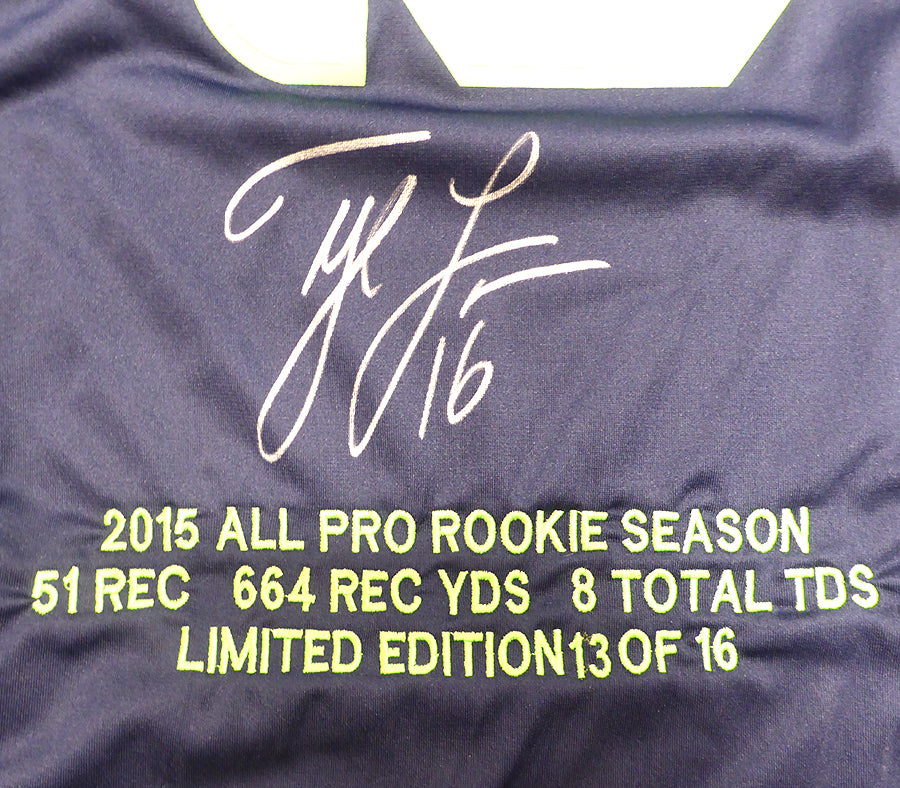 Tyle L 16
2015 ALL PRO ROOKIE SEASON
51 REC 664 REC YDS 8 TOTAL TDS
LIMITED EDITION 13 OF 16